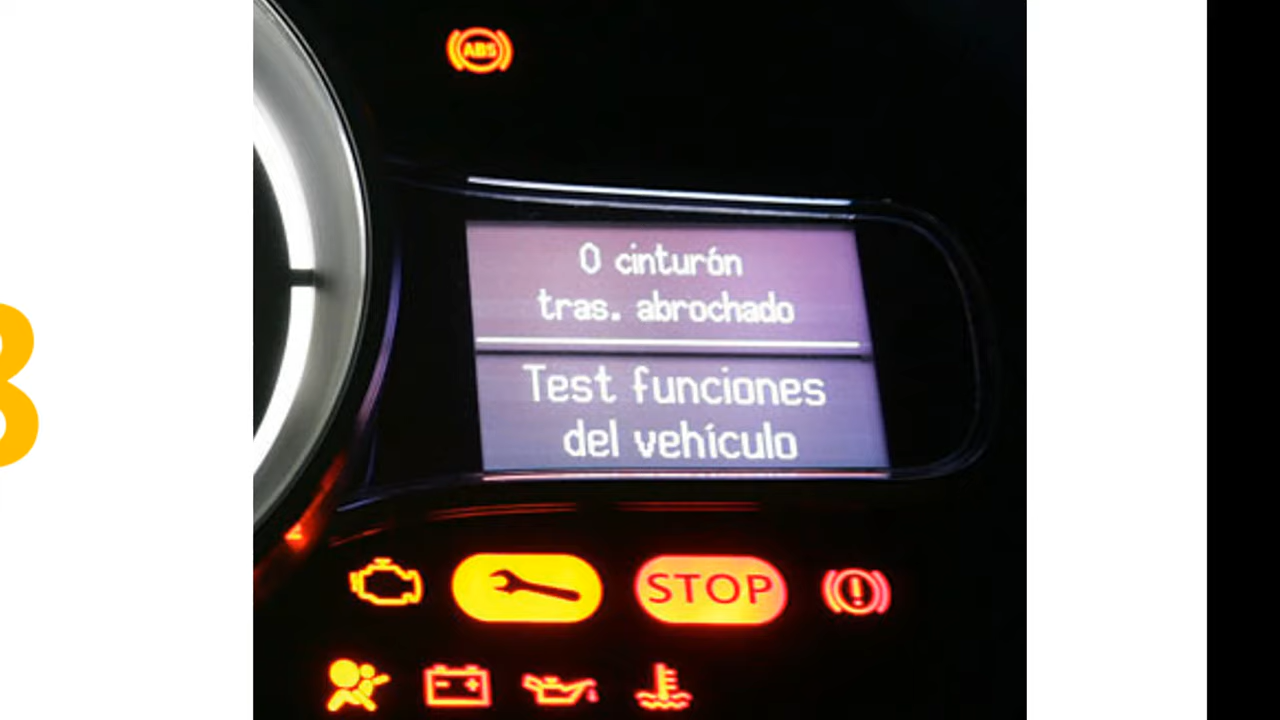 ABS
0 cinturón
tras. abrochado
Test funciones
del vehículo
STOP